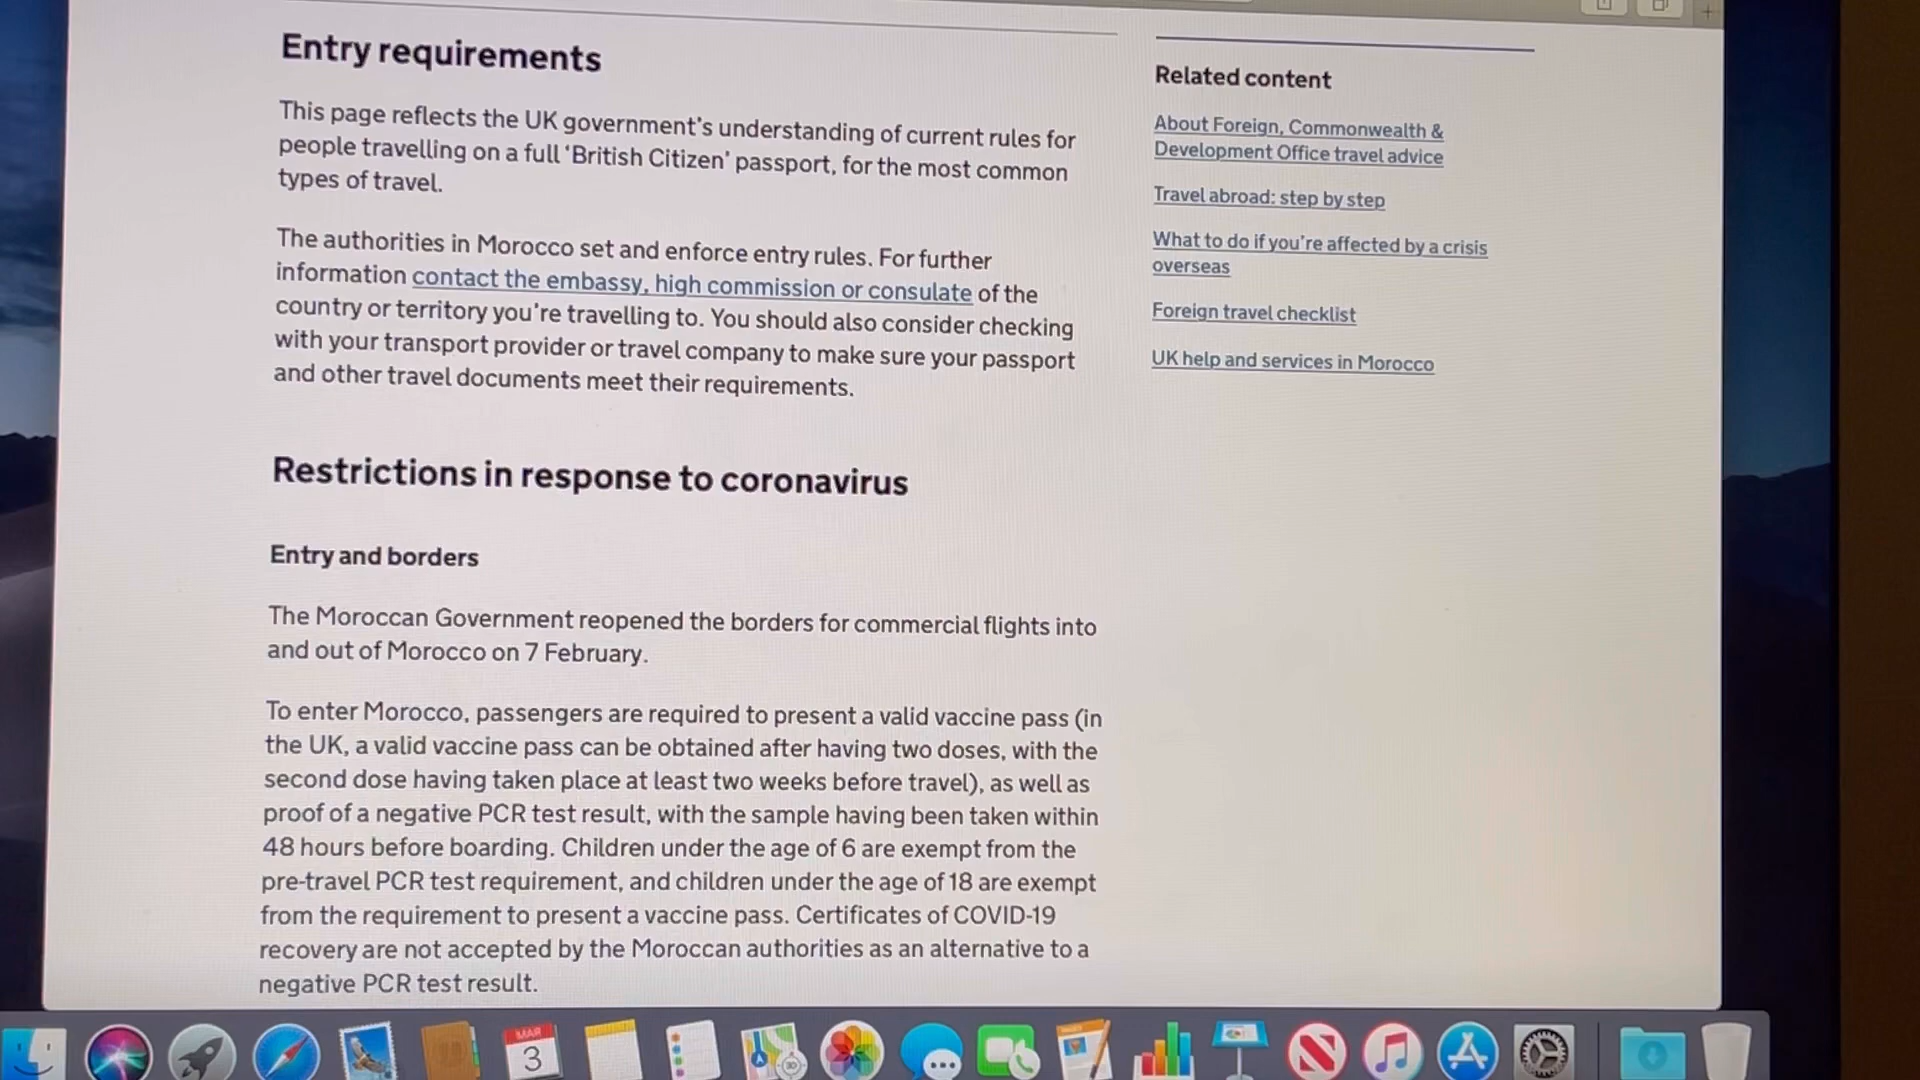 Entry requirements
This page reflects the UK government's understanding of current rules for
people travelling on a full ‘British Citizen’ passport, for the most common
types of travel.
The authorities in Morocco set and enforce entry rules. For further
information contact the embassy, high commission or consulate of the
country or territory you're travelling to. You should also consider checking
with your transport provider or travel company to make sure your passport
and other travel documents meet their requirements.
Restrictions in response to coronavirus
Entry and borders
The Moroccan Government reopened the borders for commercial flights into
and out of Morocco on 7 February.
To enter Morocco, passengers are required to present a valid vaccine pass (in
the UK, a valid vaccine pass can be obtained after having two doses, with the
second dose having taken place at least two weeks before travel), as well as
proof of a negative PCR test result, with the sample having been taken within
48 hours before boarding. Children under the age of 6 are exempt from the
pre-travel PCR test requirement, and children under the age of 18 are exempt
from the requirement to present a vaccine pass. Certificates of COVID-19
recovery are not accepted by the Moroccan authorities as an alternative to a
negative PCR test result.
Related content
About Foreign, Commonwealth &
Development Office travel advice
Travel abroad: step by step
What to do if you're affected by a crisis
overseas
Foreign travel checklist
UK help and services in Morocco
MAR
3
3D